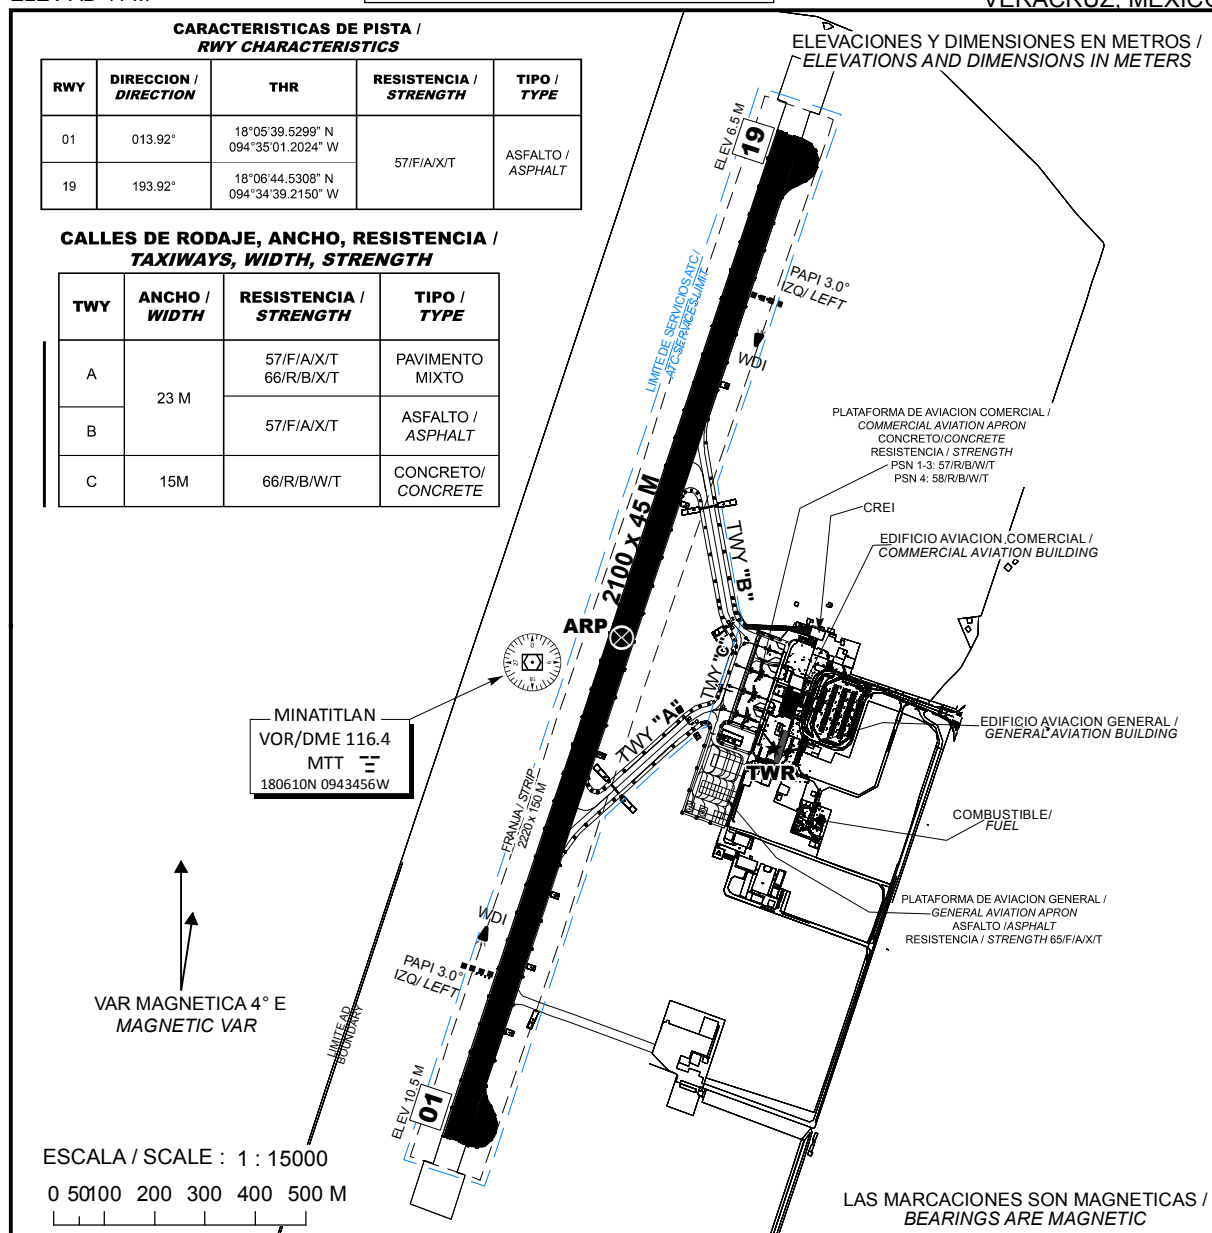 VERACRUZ, MEXICO
CARACTERISTICAS DE PISTA /
RWY CHARACTERISTICS
RWY
DIRECCION /
DIRECTION
THR
RESISTENCIA /
STRENGTH
TIPO /
TYPE
01
013.92°
18°05'39.5299" N
094°35'01.2024" W
57/F/A/X/T
ASFALTO /
ASPHALT
19
193.92°
18°06'44.5308" N
094°34'39.2150" W
CALLES DE RODAJE, ANCHO, RESISTENCIA /
TAXIWAYS, WIDTH, STRENGTH
TWY
ANCHO /
WIDTH
RESISTENCIA /
STRENGTH
TIPO /
TYPE
A
23 M
57/F/A/X/T
66/R/B/X/T
PAVIMENTO
MIXTO
B
57/F/A/X/T
ASFALTO /
ASPHALT
C
15M
66/R/B/W/T
CONCRETO/
CONCRETE
ELEVACIONES Y DIMENSIONES EN METROS /
ELEVATIONS AND DIMENSIONS IN METERS
ELEV 6.5 M
19
LIMITE DE SERVICIOS ATC /
ATC SERVICES LIMIT
PAPI 3.0°
IZQ/ LEFT
WDI
PLATAFORMA DE AVIACION COMERCIAL /
COMMERCIAL AVIATION APRON
CONCRETO/CONCRETE
RESISTENCIA / STRENGTH
PSN 1-3: 57/R/B/W/T
PSN 4: 58/R/B/W/T
CREI
EDIFICIO AVIACION COMERCIAL /
COMMERCIAL AVIATION BUILDING
2100 x 45 M
TWY "B"
ARP
TWY "C"
TWY "A"
MINATITLAN
VOR/DME 116.4
MTT
180610N 0943456W
EDIFICIO AVIACION GENERAL /
GENERAL AVIATION BUILDING
TWR
COMBUSTIBLE/
FUEL
FRANJA / STRIP
2220 x 150 M
PLATAFORMA DE AVIACION GENERAL /
GENERAL AVIATION APRON
ASFALTO /ASPHALT
RESISTENCIA / STRENGTH 65/F/A/X/T
WDI
PAPI 3.0°
IZQ/ LEFT
VAR MAGNETICA 4° E
MAGNETIC VAR
LIMITE AD
BOUNDARY
ELEV 10.5 M
01
ESCALA / SCALE : 1 : 15000
0 50 100 200 300 400 500 M
LAS MARCACIONES SON MAGNETICAS /
BEARINGS ARE MAGNETIC